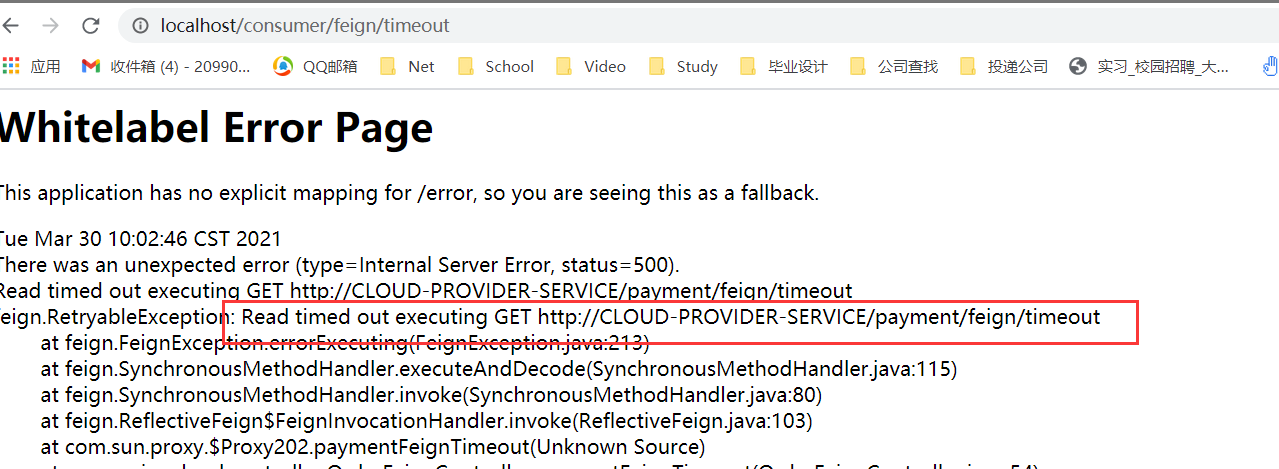 localhost/consumer/feign/timeout
应用 收件箱 (4) - 20990... QQ邮箱 Net School Video Study 毕业设计 公司查找 投递公司 实习_校园招聘_大...
Whitelabel Error Page
This application has no explicit mapping for /error, so you are seeing this as a fallback.
Tue Mar 30 10:02:46 CST 2021
There was an unexpected error (type=Internal Server Error, status=500).
Read timed out executing GET http://CLOUD-PROVIDER-SERVICE/payment/feign/timeout
feign.RetryableException: Read timed out executing GET http://CLOUD-PROVIDER-SERVICE/payment/feign/timeout
at feign.FeignException.errorExecuting(FeignException.java:213)
at feign.SynchronousMethodHandler.executeAndDecode(SynchronousMethodHandler.java:115)
at feign.SynchronousMethodHandler.invoke(SynchronousMethodHandler.java:80)
at feign.ReflectiveFeign$FeignInvocationHandler.invoke(ReflectiveFeign.java:103)
at com.sun.proxy.$Proxy202.paymentFeignTimeout(Unknown Source)